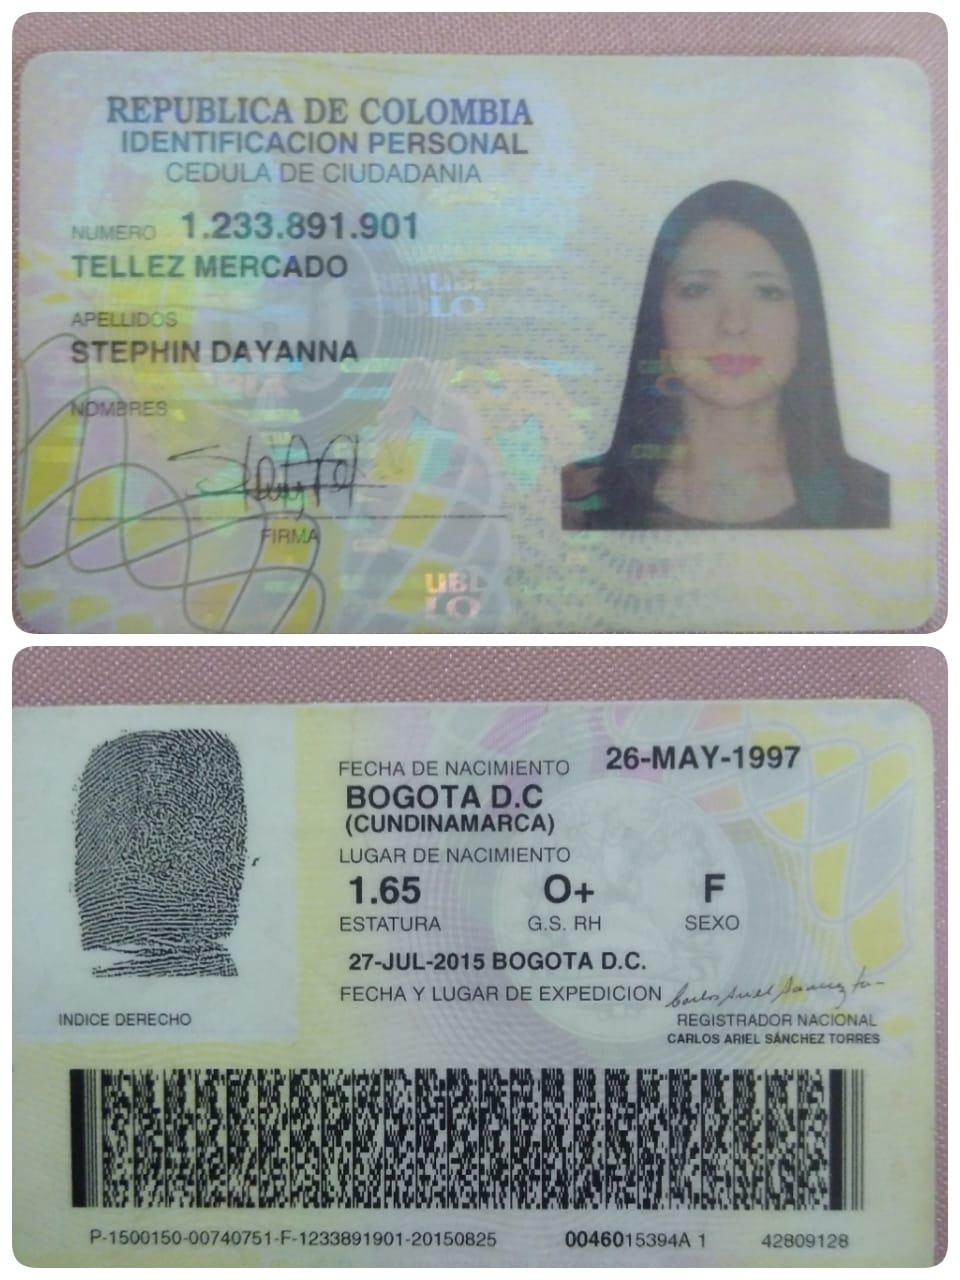 REPUBLICA DE COLOMBIA
IDENTIFICACION PERSONAL
CEDULA DE CIUDADANIA
NUMERO 1.233.891.901
TELLEZ MERCADO
APELLIDOS
STEPHIN DAYANNA
NOMBRES
FIRMA
FECHA DE NACIMIENTO 26-MAY-1997
BOGOTA D.C
(CUNDINAMARCA)
LUGAR DE NACIMIENTO
1.65 O+ F
ESTATURA G.S. RH SEXO
27-JUL-2015 BOGOTA D.C.
FECHA Y LUGAR DE EXPEDICION
INDICE DERECHO
REGISTRADOR NACIONAL
CARLOS ARIEL SÁNCHEZ TORRES
P-1500150-00740751-F-1233891901-20150825 0046015394A 1 42809128